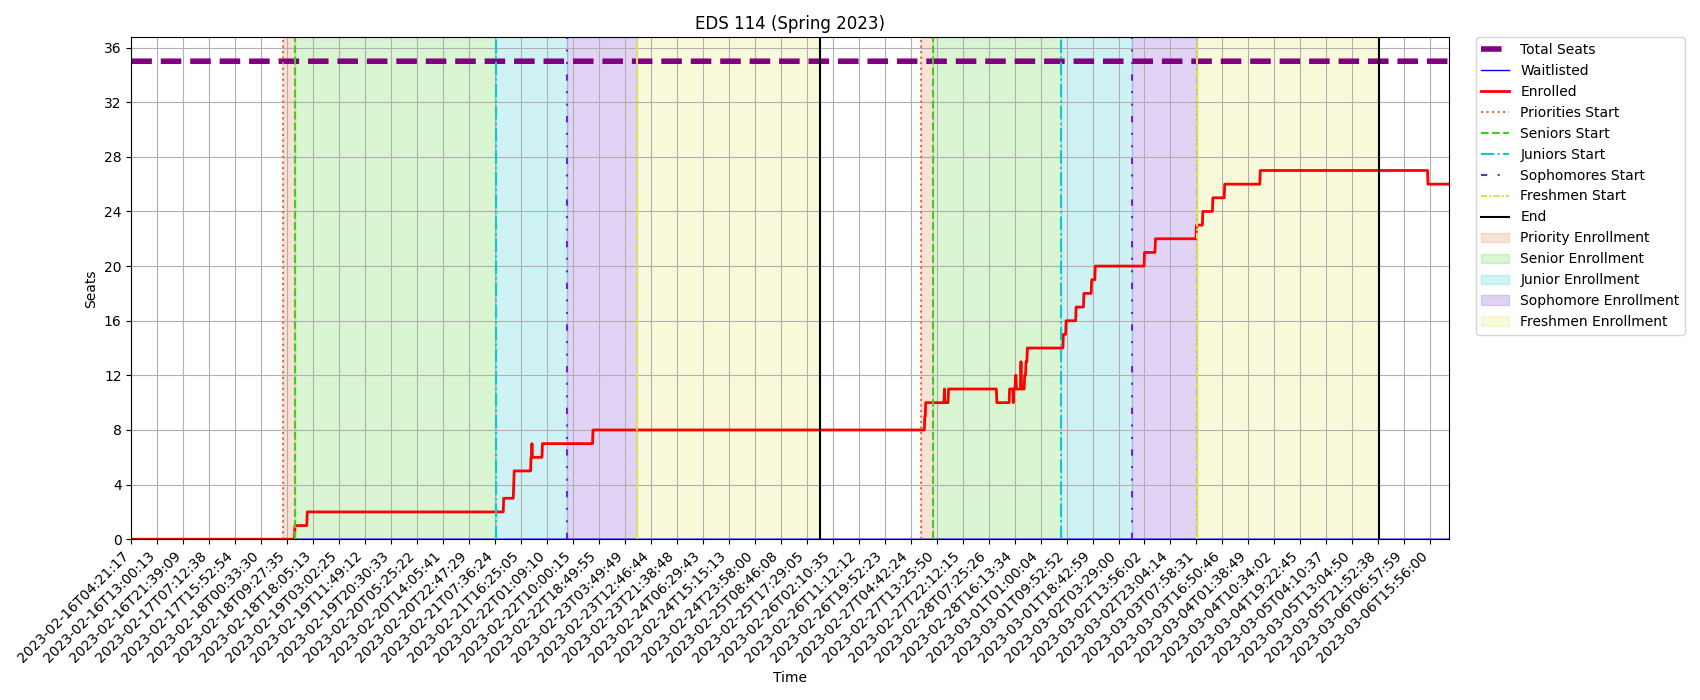 EDS 114 (Spring 2023)
36
32
28
24
20
16
12
8
4
0
Seats
2023-02-16T04:21:17
2023-02-16T13:00:13
2023-02-16T21:39:09
2023-02-17T07:12:38
2023-02-17T15:52:54
2023-02-18T00:33:30
2023-02-18T09:27:35
2023-02-18T18:05:13
2023-02-19T03:02:25
2023-02-19T11:49:12
2023-02-19T20:30:33
2023-02-20T05:25:22
2023-02-20T14:05:41
2023-02-20T22:47:29
2023-02-21T07:36:24
2023-02-21T16:25:05
2023-02-22T01:09:10
2023-02-22T10:00:15
2023-02-22T18:49:55
2023-02-23T03:49:49
2023-02-23T12:46:44
2023-02-23T21:38:48
2023-02-24T06:29:43
2023-02-24T15:15:13
2023-02-24T23:58:00
2023-02-25T08:46:08
2023-02-25T17:29:05
2023-02-26T02:10:35
2023-02-26T11:12:12
2023-02-26T19:52:23
2023-02-27T04:42:24
2023-02-27T13:25:50
2023-02-27T22:12:15
2023-02-28T07:25:26
2023-02-28T16:13:34
2023-03-01T01:00:04
2023-03-01T09:52:52
2023-03-01T18:42:59
2023-03-02T03:29:00
2023-03-02T13:56:02
2023-03-02T23:04:14
2023-03-03T07:58:31
2023-03-03T16:50:46
2023-03-04T01:38:49
2023-03-04T10:34:02
2023-03-04T19:22:45
2023-03-05T04:10:37
2023-03-05T13:04:50
2023-03-05T21:52:38
2023-03-06T06:57:59
2023-03-06T15:56:00
Time
Total Seats
Waitlisted
Enrolled
Priorities Start
Seniors Start
Juniors Start
Sophomores Start
Freshmen Start
End
Priority Enrollment
Senior Enrollment
Junior Enrollment
Sophomore Enrollment
Freshmen Enrollment